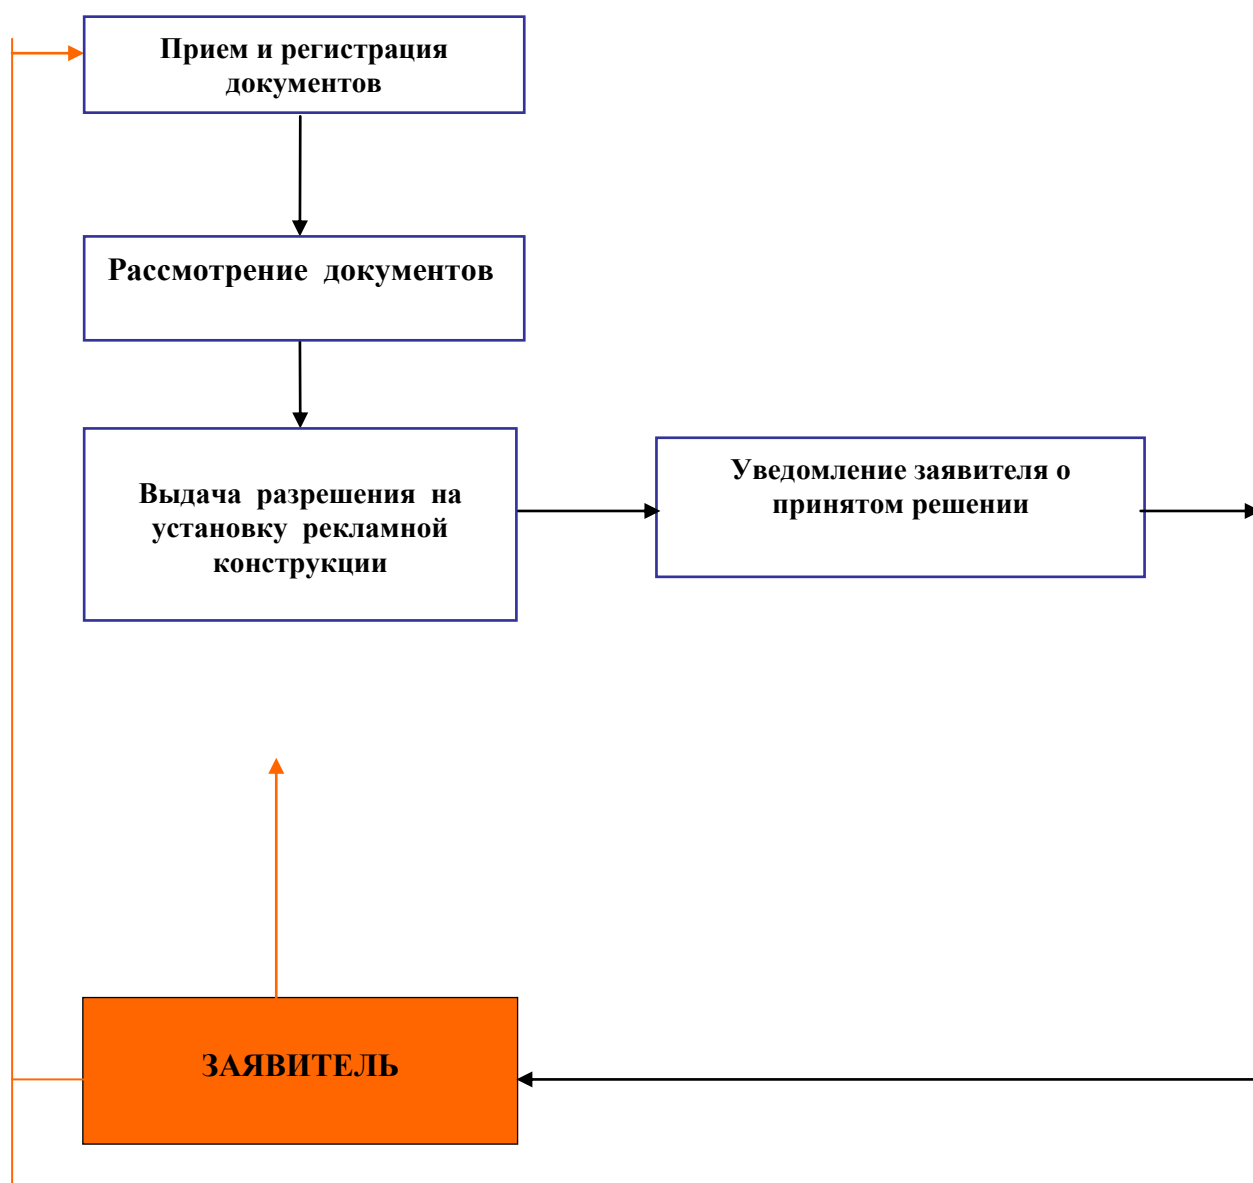 Прием и регистрация
документов
Рассмотрение документов
Выдача разрешения на
установку рекламной
конструкции
Уведомление заявителя о
принятом решении
ЗАЯВИТЕЛЬ